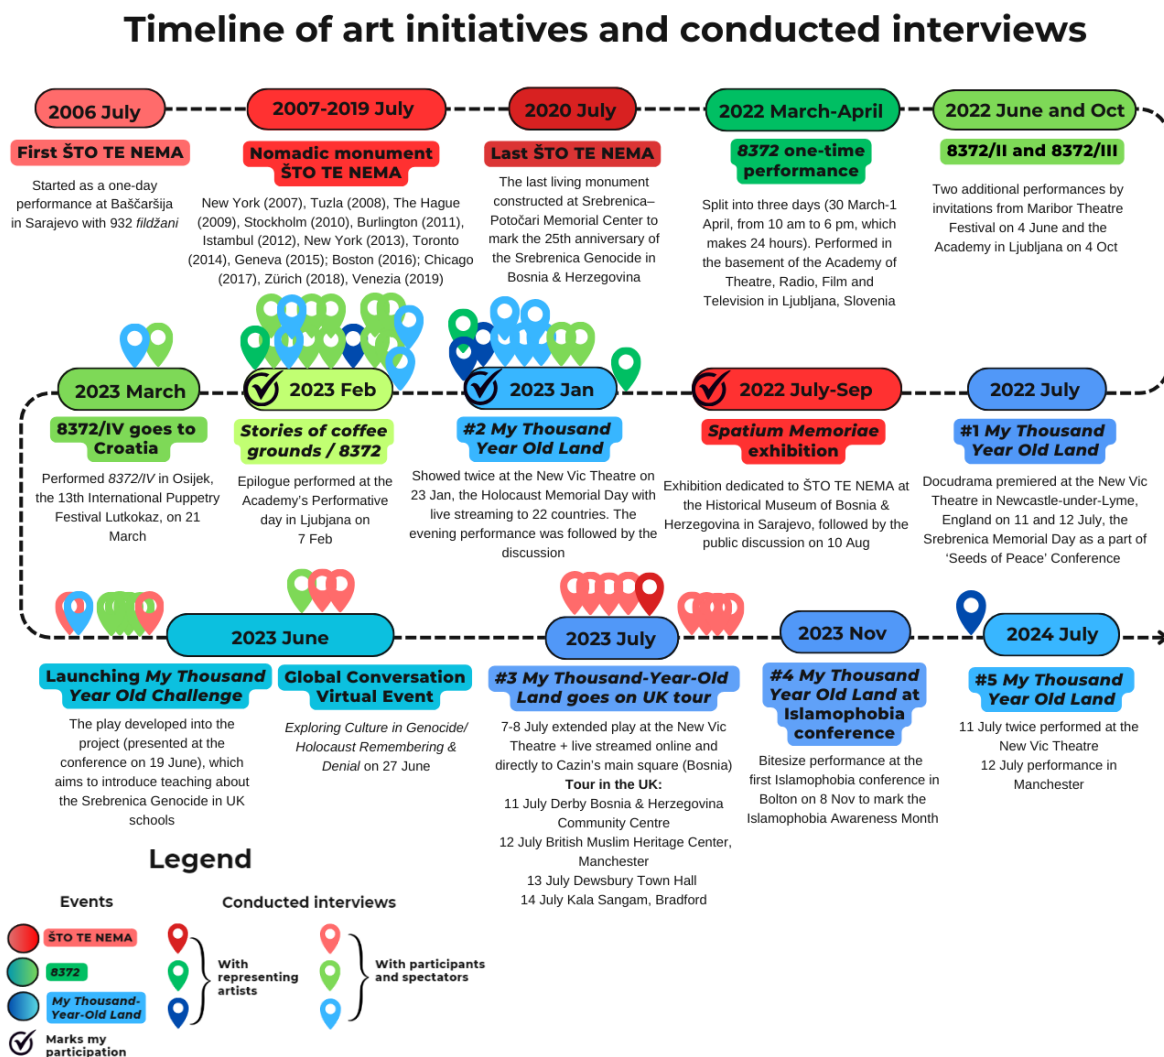 Timeline of art initiatives and conducted interviews
2006 July
First ŠTO TE NEMA
Started as a one-day
performance at Baščaršija
in Sarajevo with 932 fildžani
2007-2019 July
Nomadic monument
ŠTO TE NEMA
New York (2007), Tuzla (2008), The Hague
(2009), Stockholm (2010), Burlington (2011),
Istambul (2012), New York (2013), Toronto
(2014), Geneva (2015); Boston (2016); Chicago
(2017), Zürich (2018), Venezia (2019)
2020 July
Last ŠTO TE NEMA
The last living monument
constructed at Srebrenica–
Potočari Memorial Center to
mark the 25th anniversary of
the Srebrenica Genocide in
Bosnia & Herzegovina
2022 March-April
8372 one-time
performance
Split into three days (30 March-1
April, from 10 am to 6 pm, which
makes 24 hours). Performed in
the basement of the Academy of
Theatre, Radio, Film and
Television in Ljubljana, Slovenia
2022 June and Oct
8372/II and 8372/III
Two additional performances by
invitations from Maribor Theatre
Festival on 4 June and the
Academy in Ljubljana on 4 Oct
2023 March
8372/IV goes to
Croatia
Performed 8372/IV in Osijek,
the 13th International Puppetry
Festival Lutkokaz, on 21
March
2023 Feb
Stories of coffee
grounds / 8372
Epilogue performed at the
Academy's Performative
day in Ljubjana on
7 Feb
2023 Jan
#2 My Thousand
Year Old Land
Showed twice at the New Vic Theatre on
23 Jan, the Holocaust Memorial Day with
live streaming to 22 countries. The
evening performance was followed by the
discussion
2022 July-Sep
Spatium Memoriae
exhibition
Exhibition dedicated to ŠTO TE NEMA at
the Historical Museum of Bosnia &
Herzegovina in Sarajevo, followed by the
public discussion on 10 Aug
2022 July
#1 My Thousand
Year Old Land
Docudrama premiered at the New Vic
Theatre in Newcastle-under-Lyme,
England on 11 and 12 July, the
Srebrenica Memorial Day as a part of
'Seeds of Peace' Conference
2023 June
Launching My Thousand
Year Old Challenge
The play developed into the
project (presented at the
conference on 19 June), which
aims to introduce teaching about
the Srebrenica Genocide in UK
schools
Global Conversation
Virtual Event
Exploring Culture in Genocide/
Holocaust Remembering &
Denial on 27 June
2023 July
#3 My Thousand-Year-Old
Land goes on UK tour
7-8 July extended play at the New Vic
Theatre + live streamed online and
directly to Cazin's main square (Bosnia)
Tour in the UK:
11 July Derby Bosnia & Herzegovina
Community Centre
12 July British Muslim Heritage Center,
Manchester
13 July Dewsbury Town Hall
14 July Kala Sangam, Bradford
2023 Nov
#4 My Thousand
Year Old Land at
Islamophobia
conference
Bitesize performance at the
first Islamophobia conference in
Bolton on 8 Nov to mark the
Islamophobia Awareness Month
2024 July
#5 My Thousand
Year Old Land
11 July twice performed at the
New Vic Theatre
12 July performance in
Manchester
Legend
Events
ŠTO TE NEMA
8372
My Thousand-
Year-Old Land
Marks my
participation
Conducted interviews
With
representing
artists
With participants
and spectators